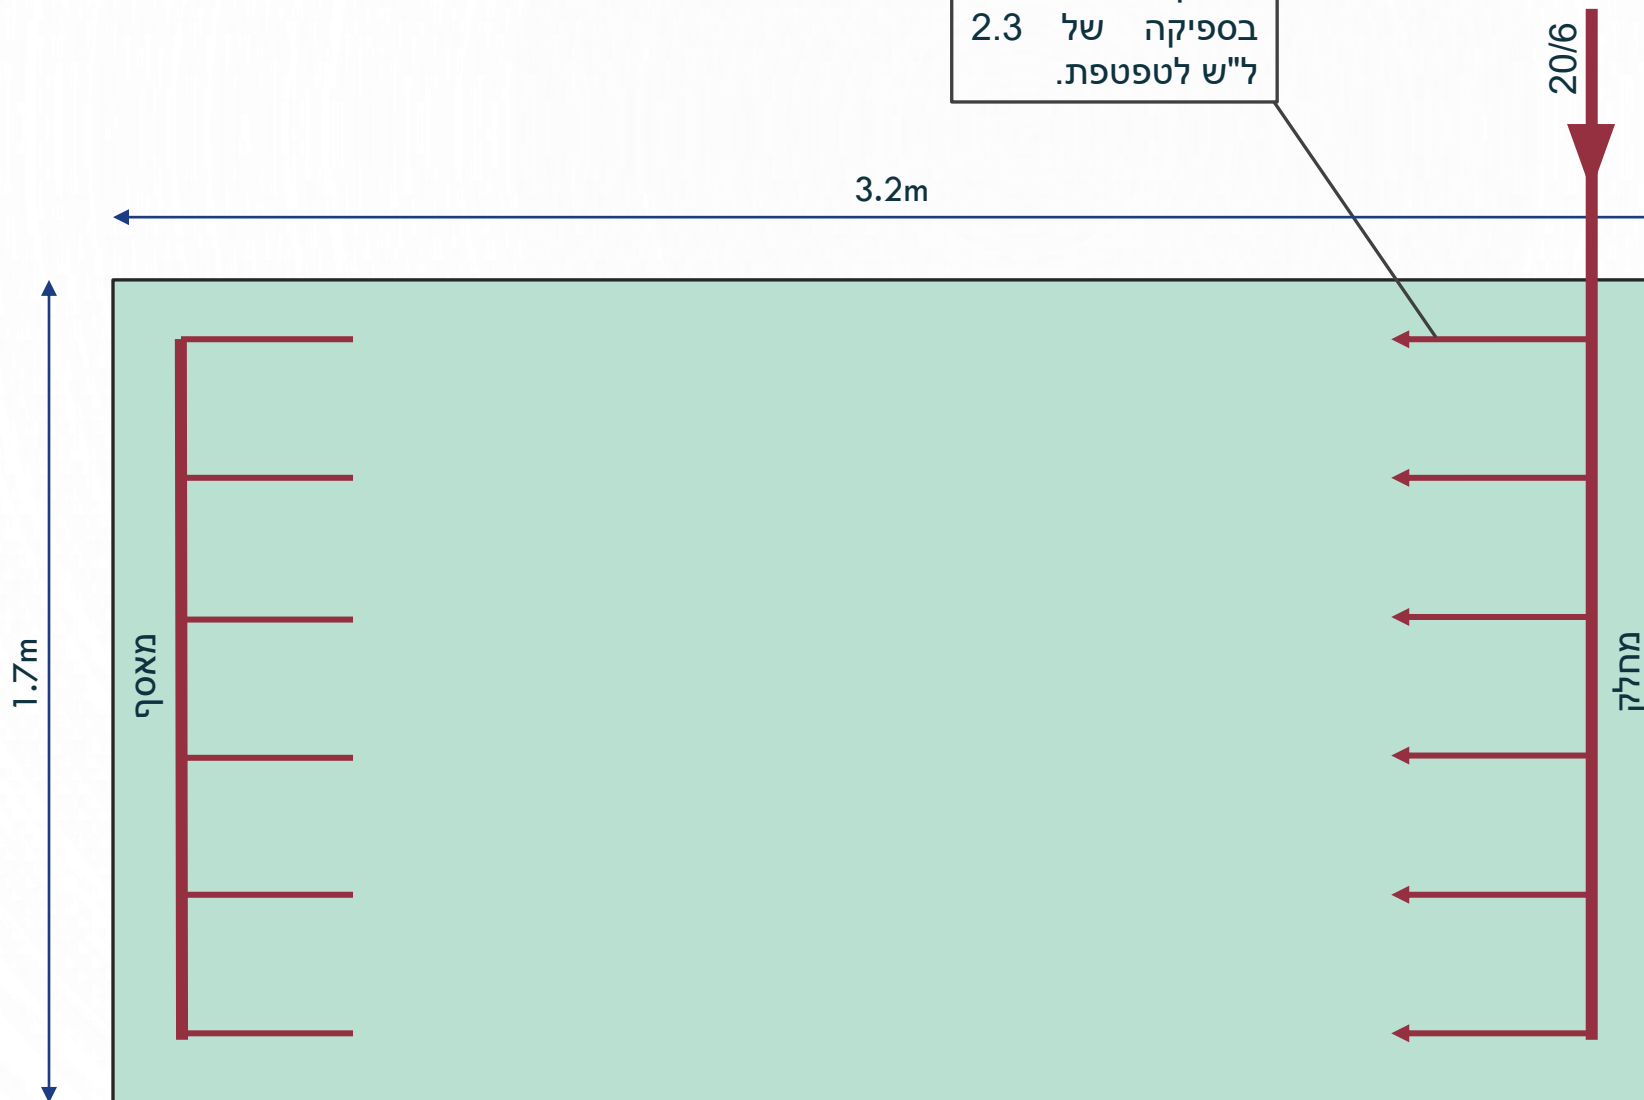 בספיקה של 2.3
ל"ש לטפטפת.
20/6
3.2m
1.7m
מאסף
מחלק